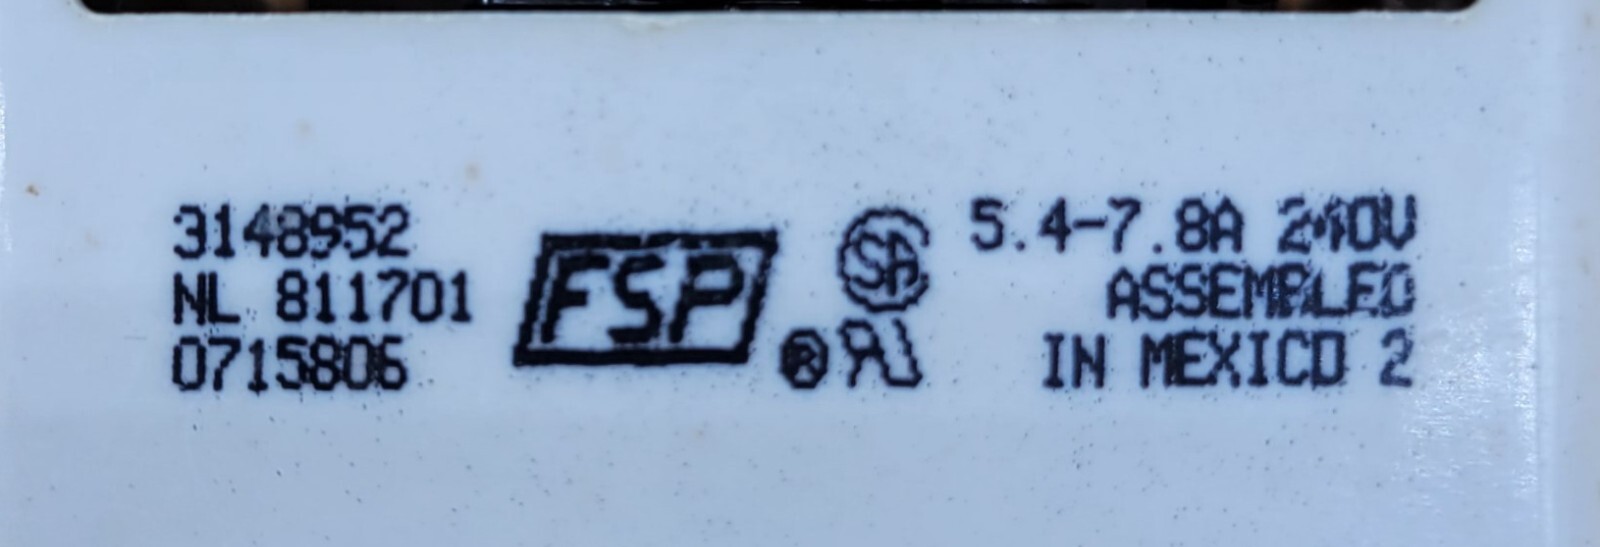 3148952
NL 811701
0715806
FSP
®
5.4-7.8A 240V
ASSEMBLED
IN MEXICO 2